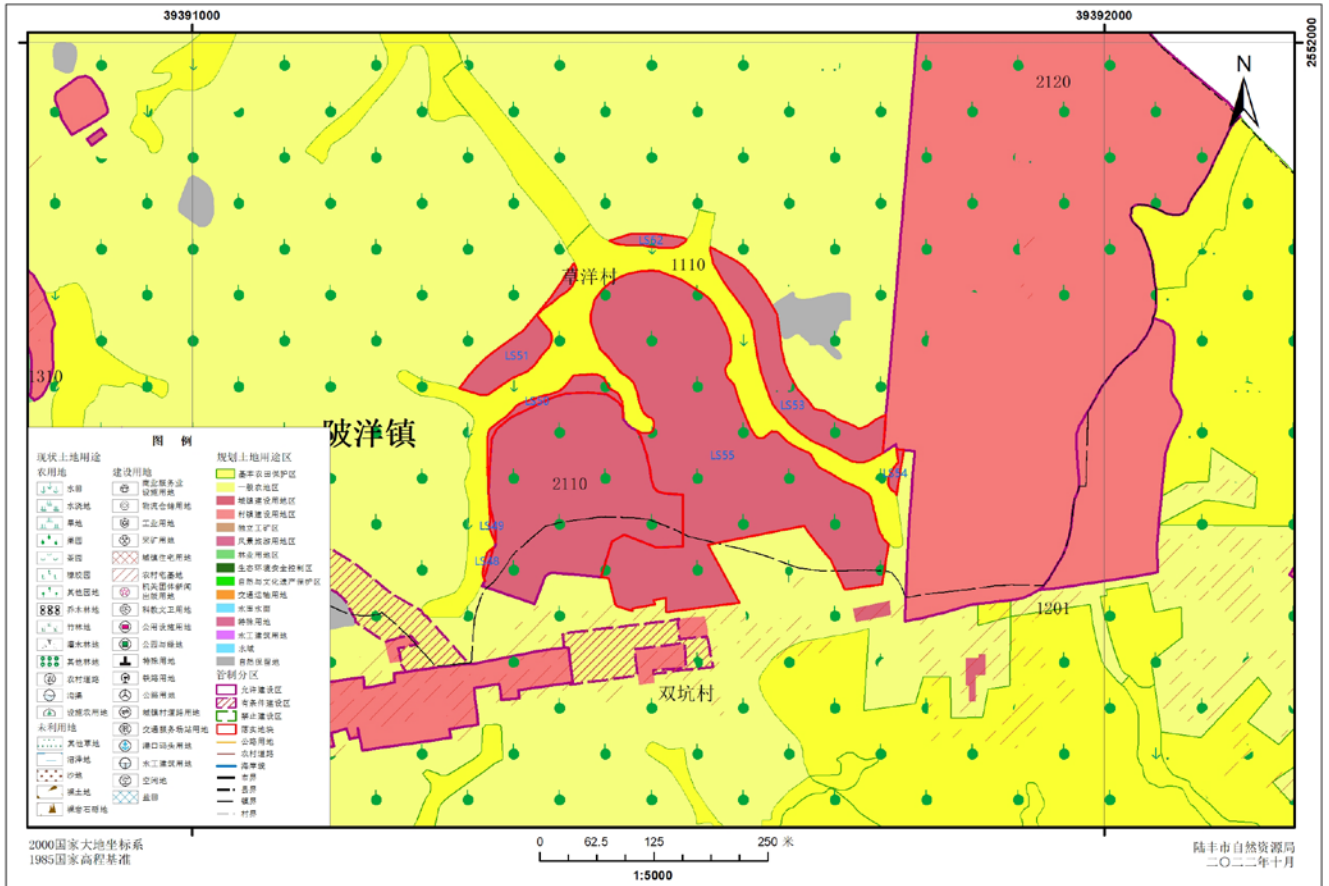 39391000
39392000
2552000
N
2120
LS52
1110
草洋村
LS51
1310
LS50
LS53
陂洋镇
LS55
LS54
2110
LS49
LS48
1201
双坑村
图 例
现状土地用途
农用地
水田
水浇地
旱地
果园
茶园
橡胶园
其他园地
乔木林地
竹林地
灌木林地
其他林地
农村道路
沟渠
设施农用地
未利用地
其他草地
沼泽地
沙地
裸土地
裸岩石砾地
建设用地
商业服务业
设施用地
物流仓储用地
工业用地
采矿用地
城镇住宅用地
农村宅基地
机关团体新闻
出版用地
科教文卫用地
公用设施用地
公园与绿地
特殊用地
铁路用地
公路用地
城镇村道路用地
交通服务场站用地
港口码头用地
水工建筑用地
空闲地
盐田
规划土地用途区
基本农田保护区
一般农地区
城镇建设用地区
村镇建设用地区
独立工矿区
风景旅游用地区
林业用地区
生态环境安全控制区
自然与文化遗产保护区
交通运输用地
水库水面
特殊用地
水工建筑用地
水域
自然保留地
管制分区
允许建设区
有条件建设区
禁止建设区
落实地块
公路用地
农村道路
海岸线
市界
县界
镇界
村界
2000国家大地坐标系
1985国家高程基准
0 62.5 125 250 米
1:5000
陆丰市自然资源局
二〇二二年十月